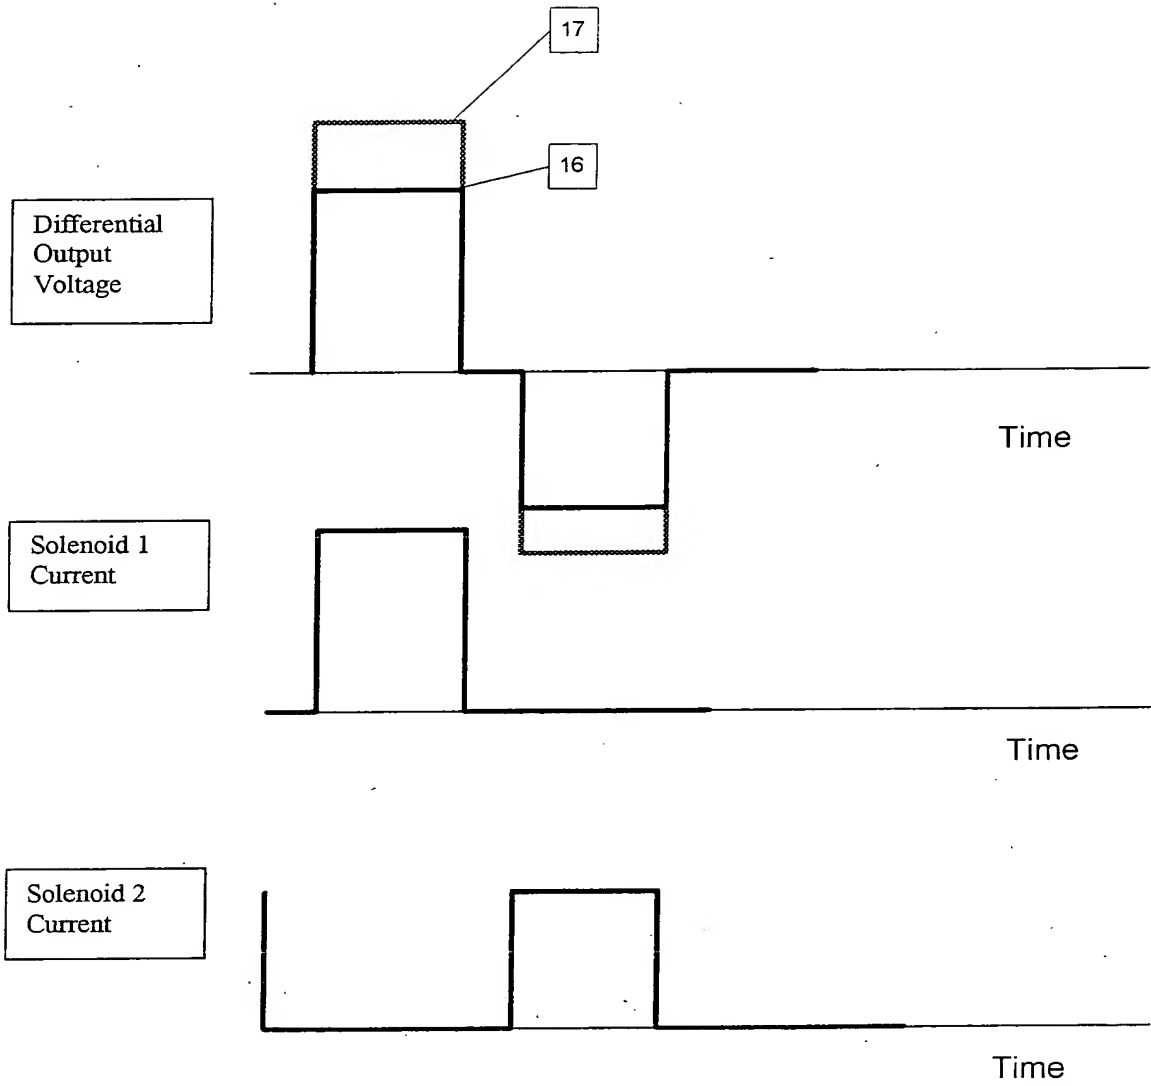 17
16
Differential
Output
Voltage
Time
Solenoid 1
Current
Time
Solenoid 2
Current
Time